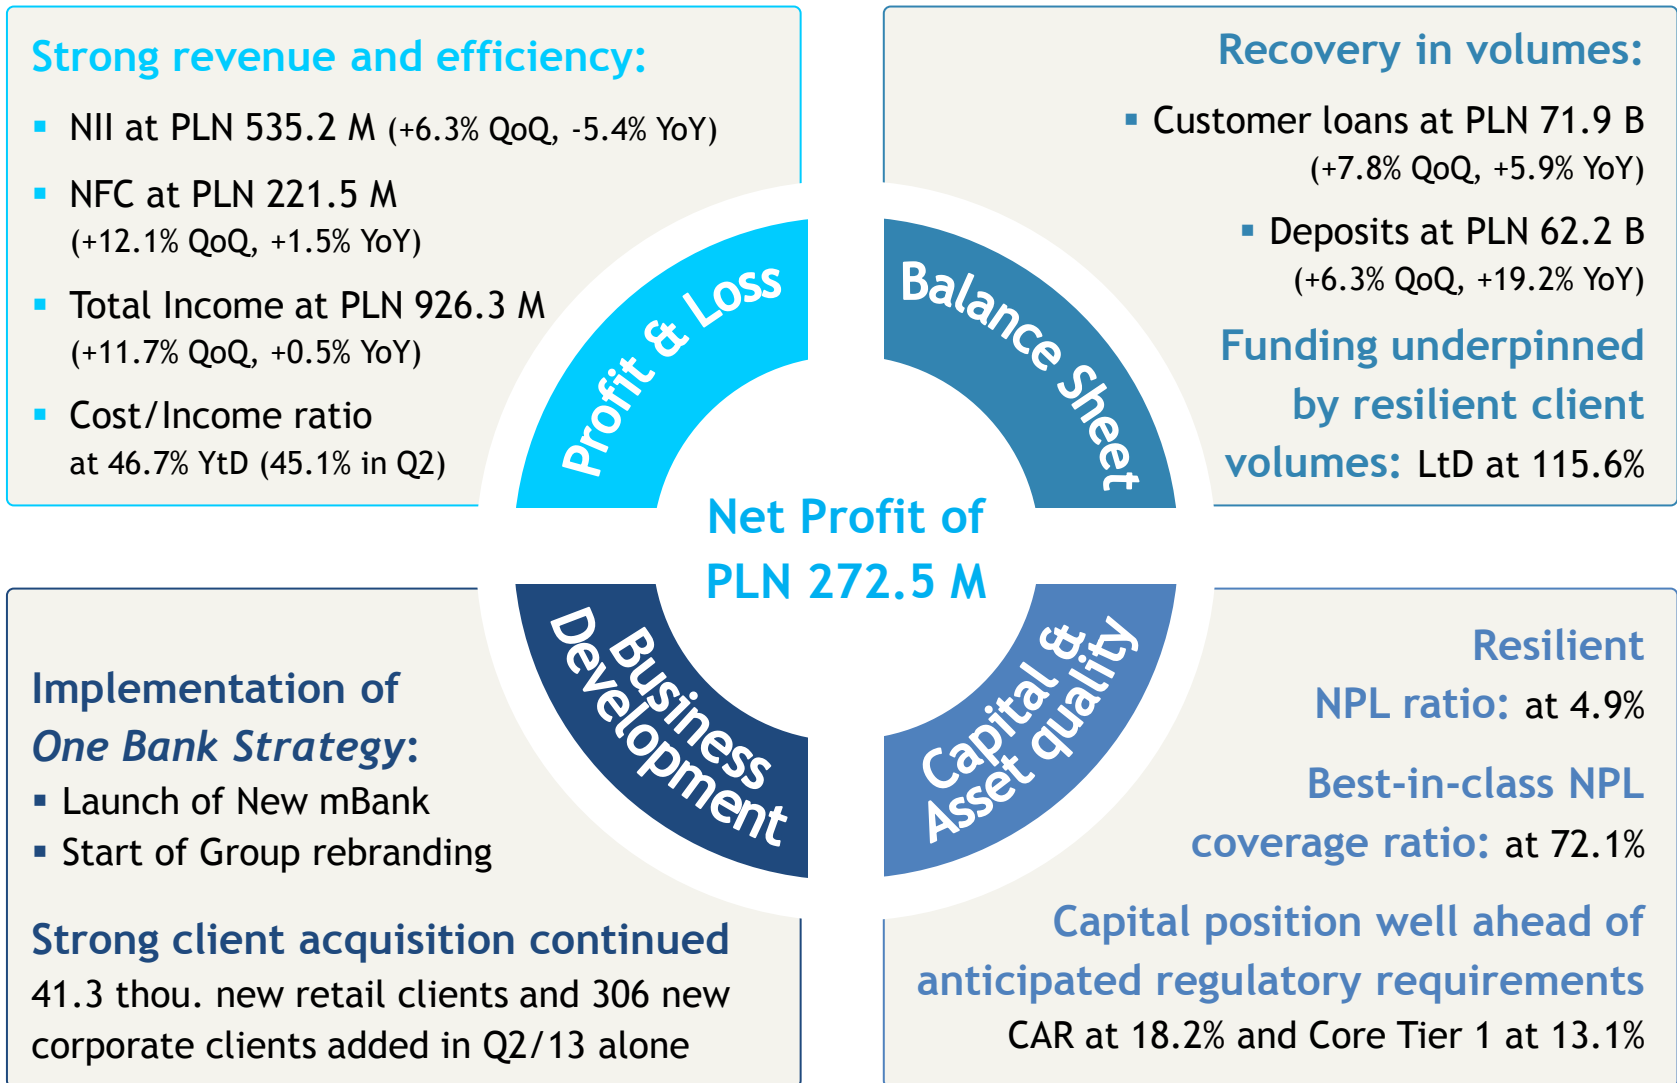 Strong revenue and efficiency:
▪ NII at PLN 535.2 M (+6.3% QoQ, -5.4% YoY)
▪ NFC at PLN 221.5 M
(+12.1% QoQ, +1.5% YoY)
▪ Total Income at PLN 926.3 M
(+11.7% QoQ, +0.5% YoY)
▪ Cost/Income ratio
at 46.7% YtD (45.1% in Q2)
Recovery in volumes:
▪ Customer loans at PLN 71.9 B
(+7.8% QoQ, +5.9% YoY)
▪ Deposits at PLN 62.2 B
(+6.3% QoQ, +19.2% YoY)
Funding underpinned
by resilient client
volumes: LtD at 115.6%
Profit & Loss
Balance Sheet
Net Profit of
PLN 272.5 M
Business
Development
Capital &
Asset quality
Implementation of
One Bank Strategy:
▪ Launch of New mBank
▪ Start of Group rebranding
Strong client acquisition continued
41.3 thou. new retail clients and 306 new
corporate clients added in Q2/13 alone
Resilient
NPL ratio: at 4.9%
Best-in-class NPL
coverage ratio: at 72.1%
Capital position well ahead of
anticipated regulatory requirements
CAR at 18.2% and Core Tier 1 at 13.1%